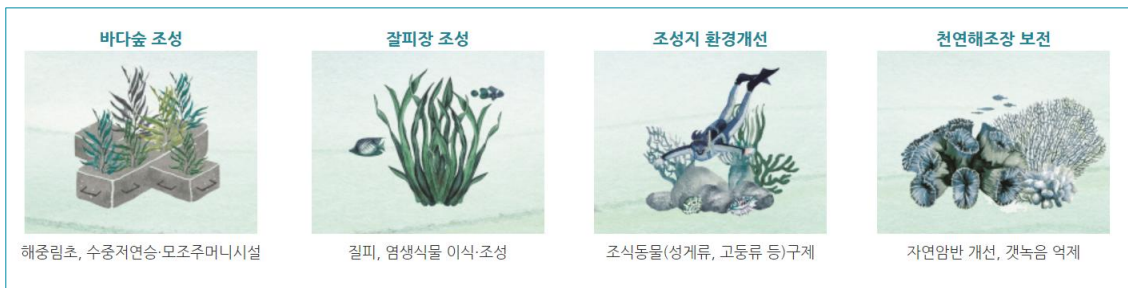 바다숲 조성
해중림초, 수중저연승·모조주머니시설
잘피장 조성
질피, 염생식물 이식·조성
조성지 환경개선
조식동물(성게류, 고둥류 등)구제
천연해조장 보전
자연암반 개선, 갯녹음 억제